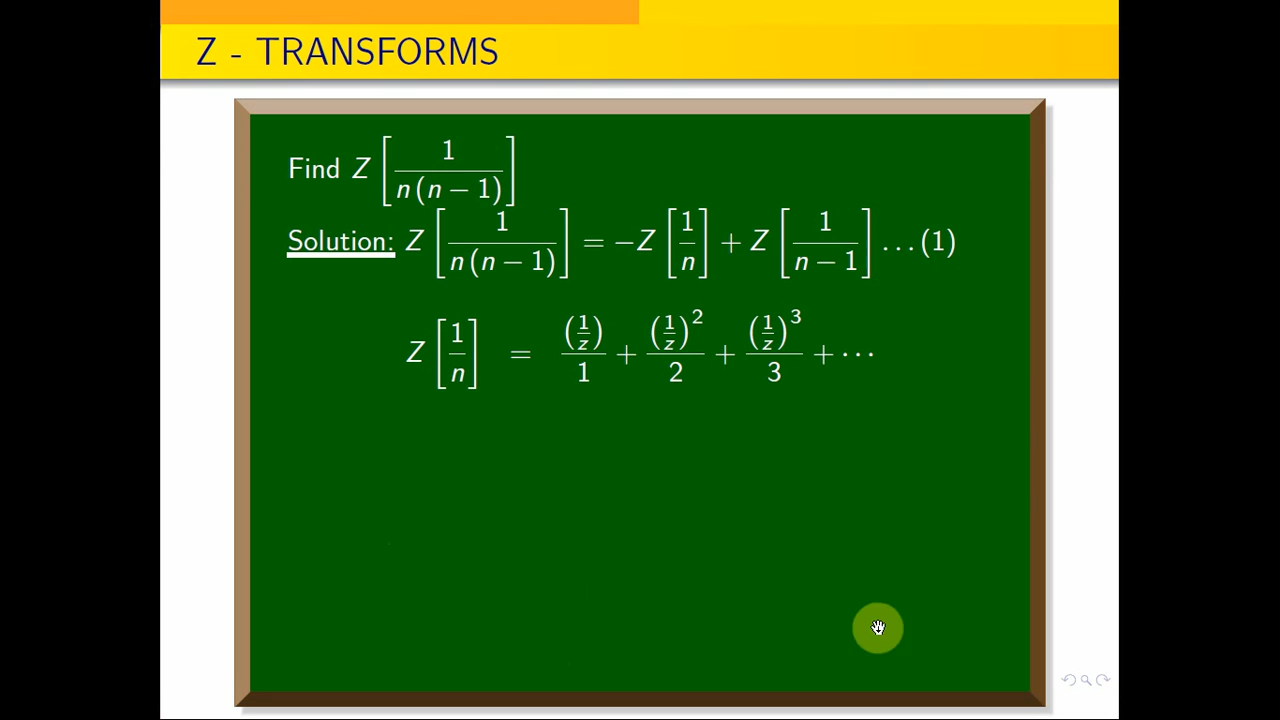 Z - TRANSFORMS
Find Z [1/(n(n − 1))]
Solution: Z [1/(n(n − 1))] = −Z [1/n] + Z [1/(n − 1)] … (1)
Z [1/n] = (1/z)/1 + (1/z)²/2 + (1/z)³/3 + ⋯